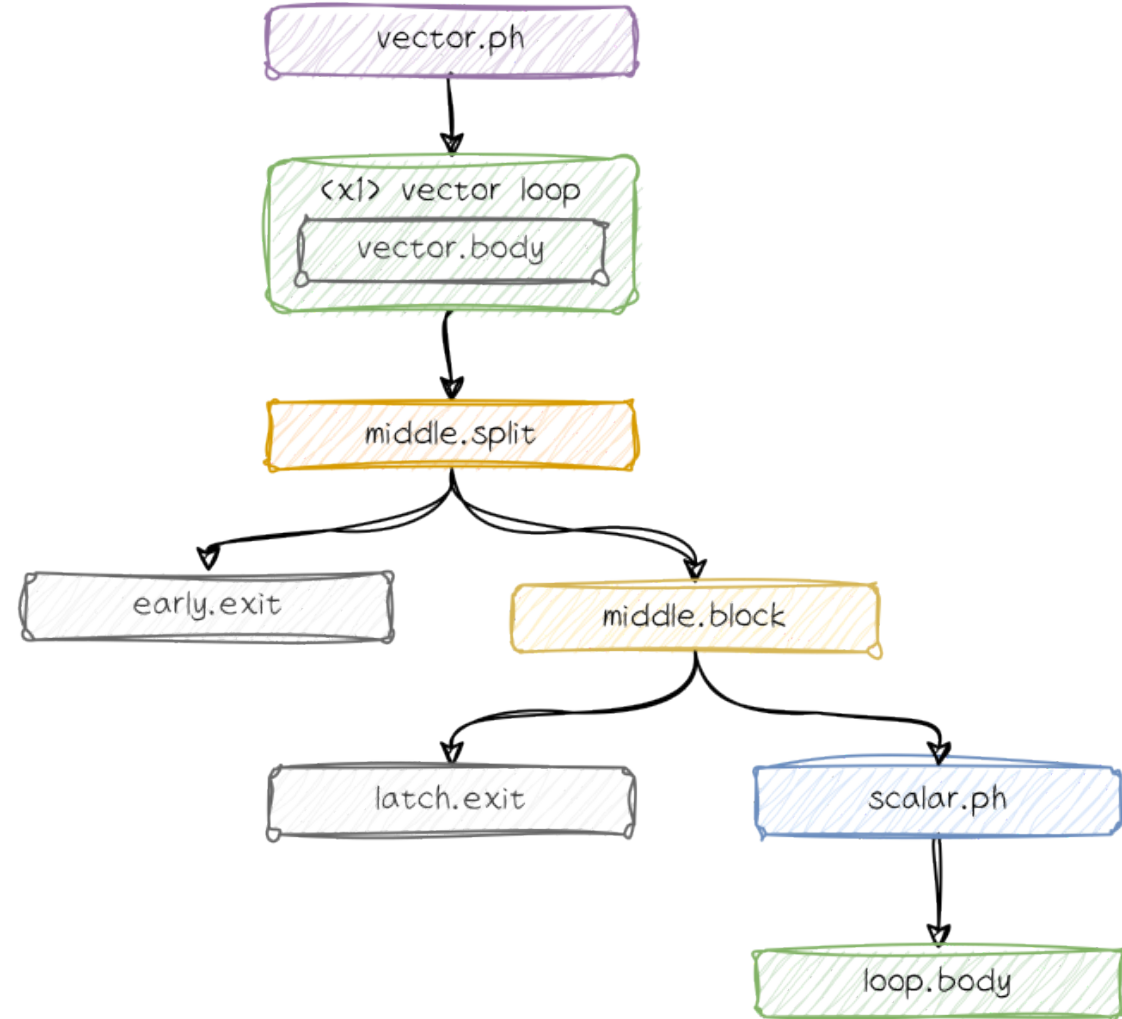 vector.ph
<x1> vector loop
vector.body
middle.split
early.exit
middle.block
latch.exit
scalar.ph
loop.body